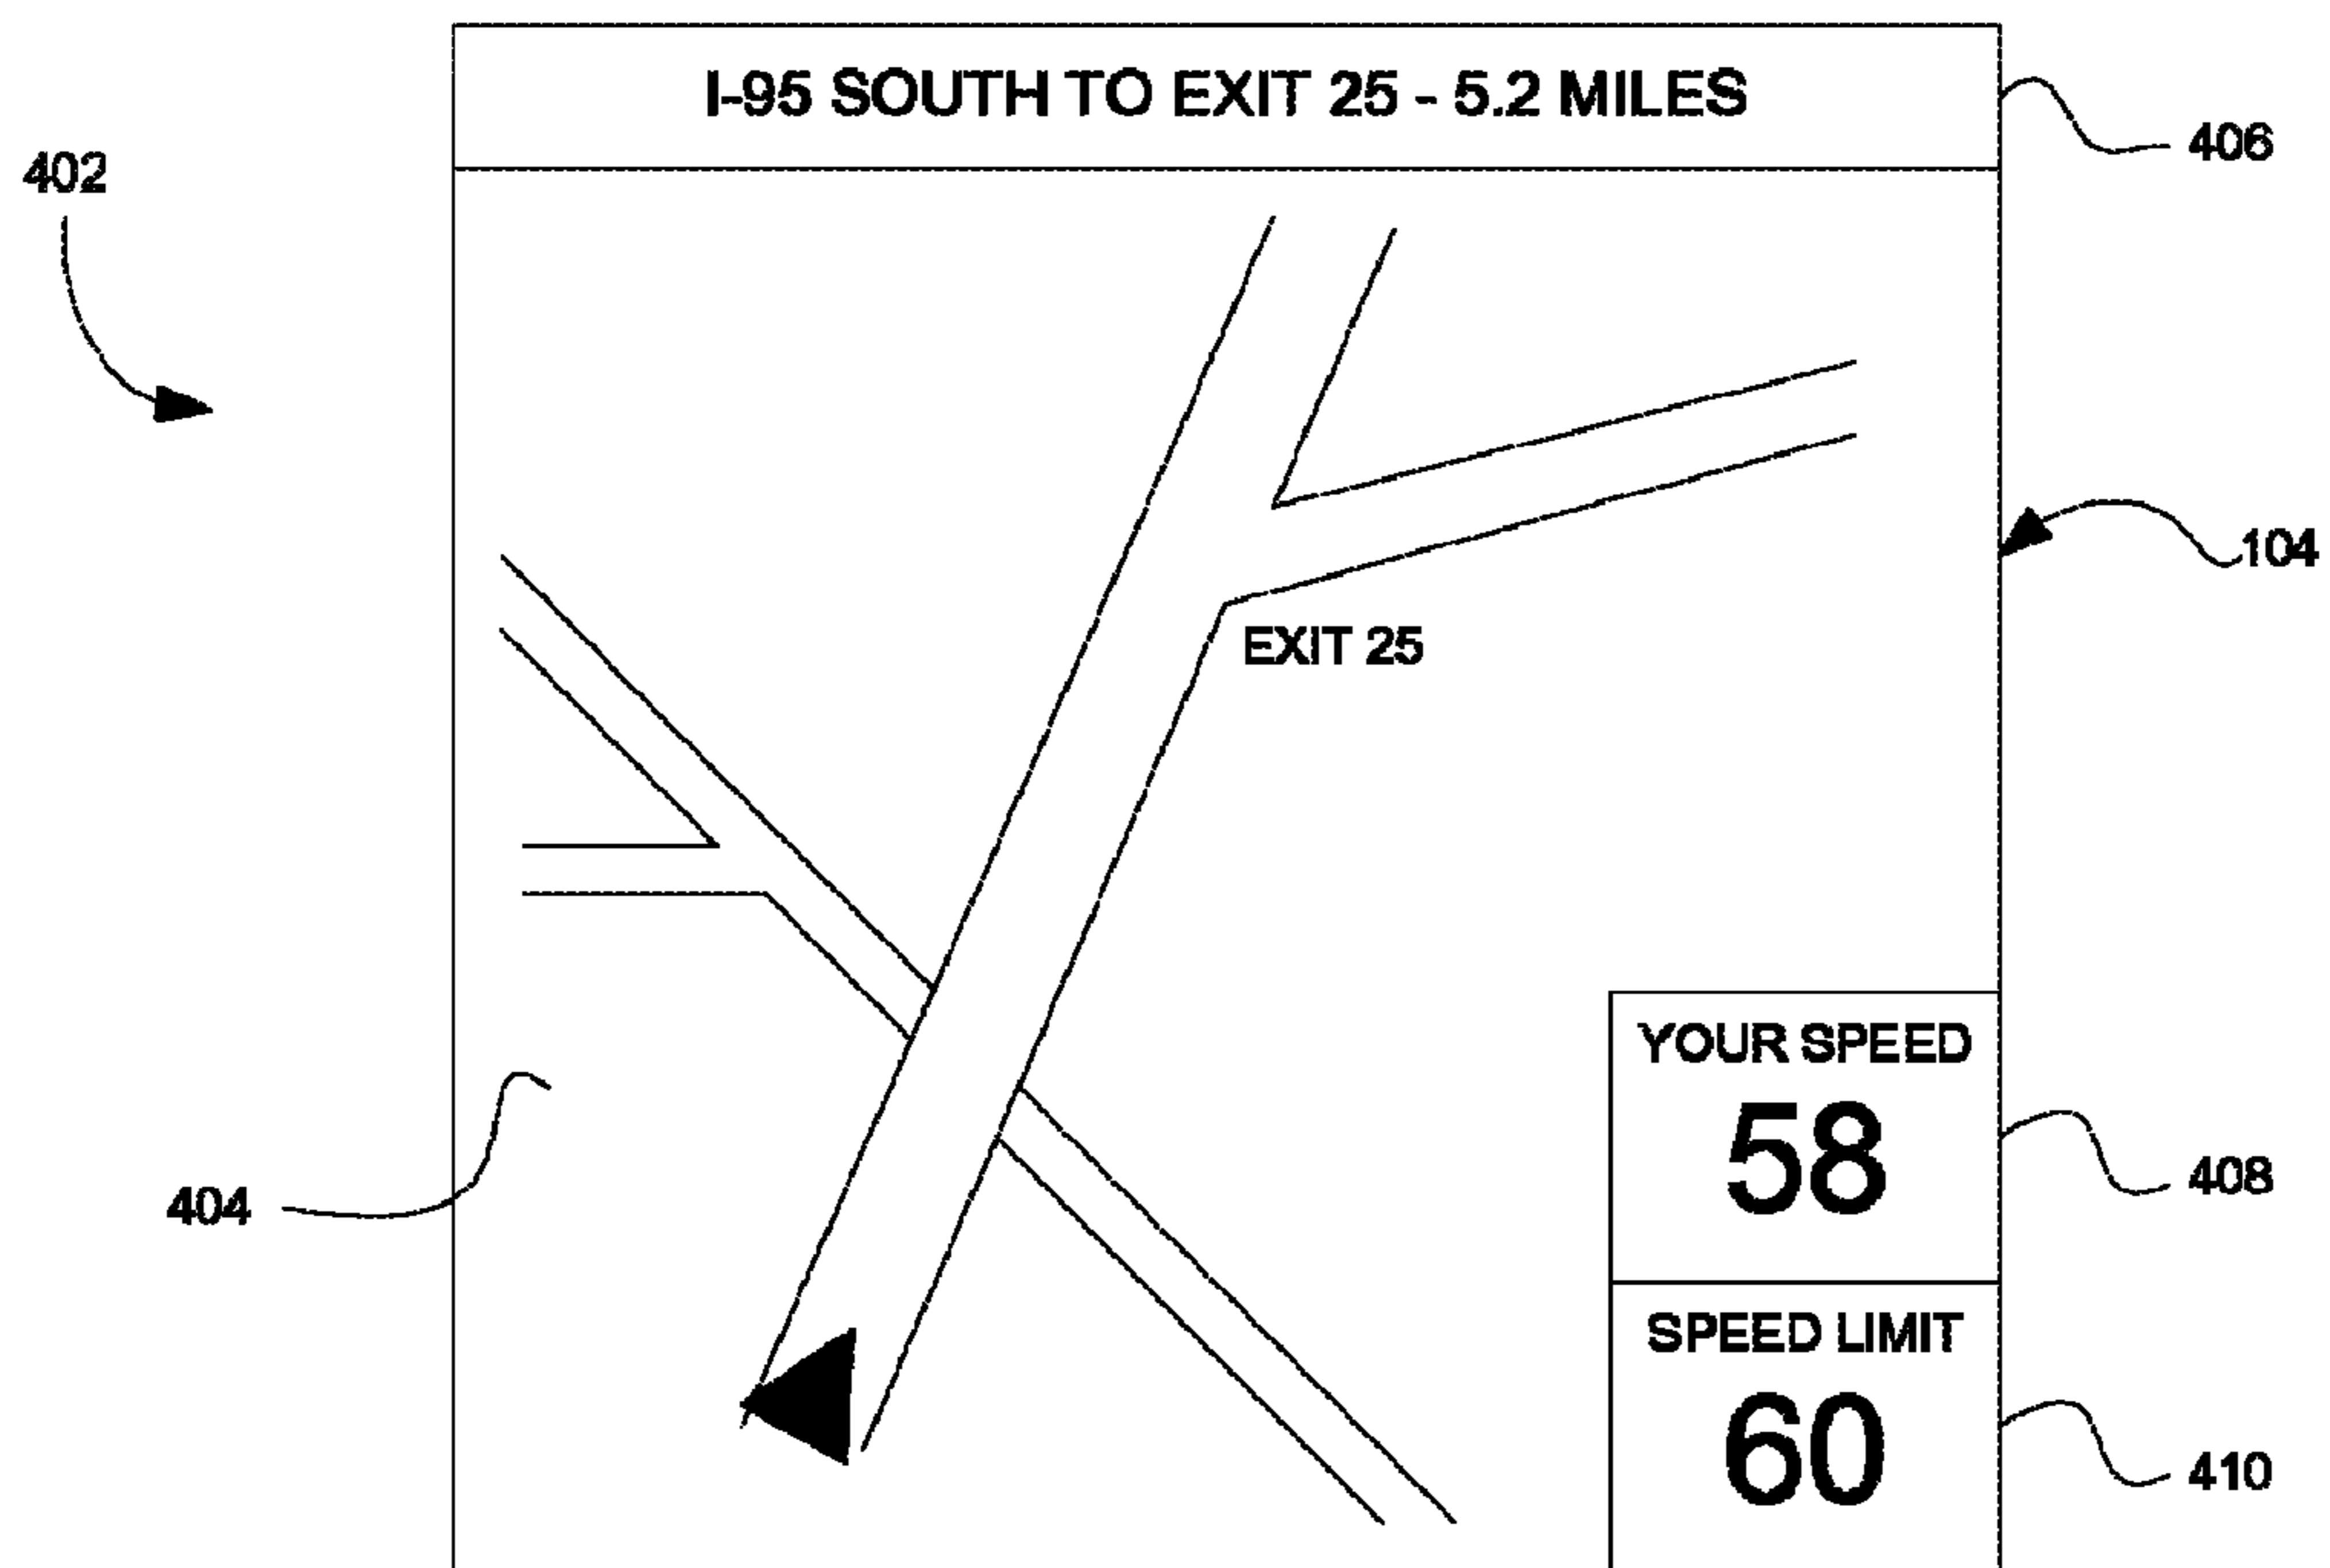 I-95 SOUTH TO EXIT 25 - 5.2 MILES
406
402
104
EXIT 25
YOUR SPEED
58
408
404
SPEED LIMIT
60
410